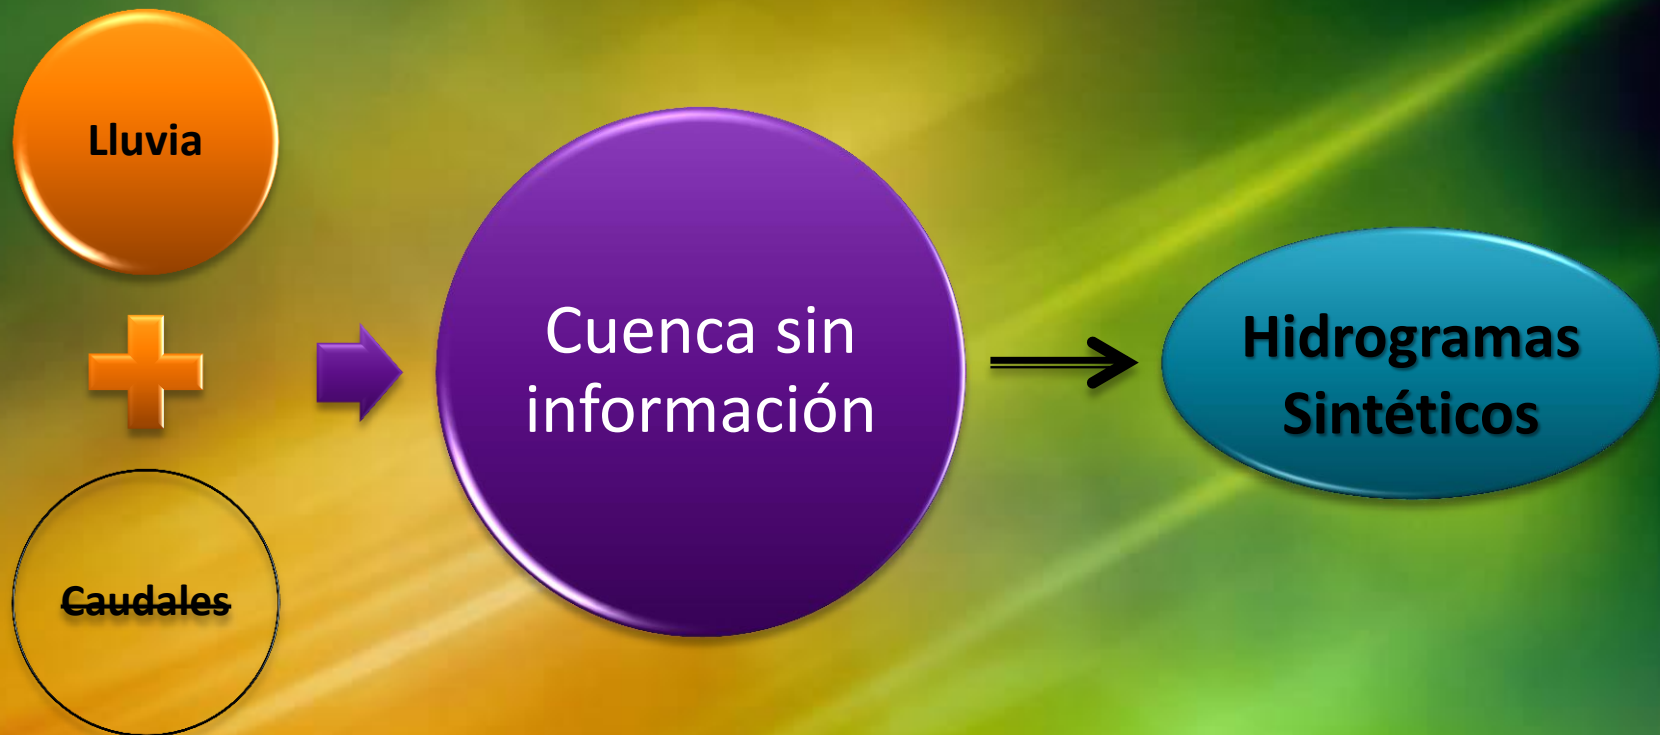 Lluvia
Caudales
Cuenca sin
información
Hidrogramas
Sintéticos